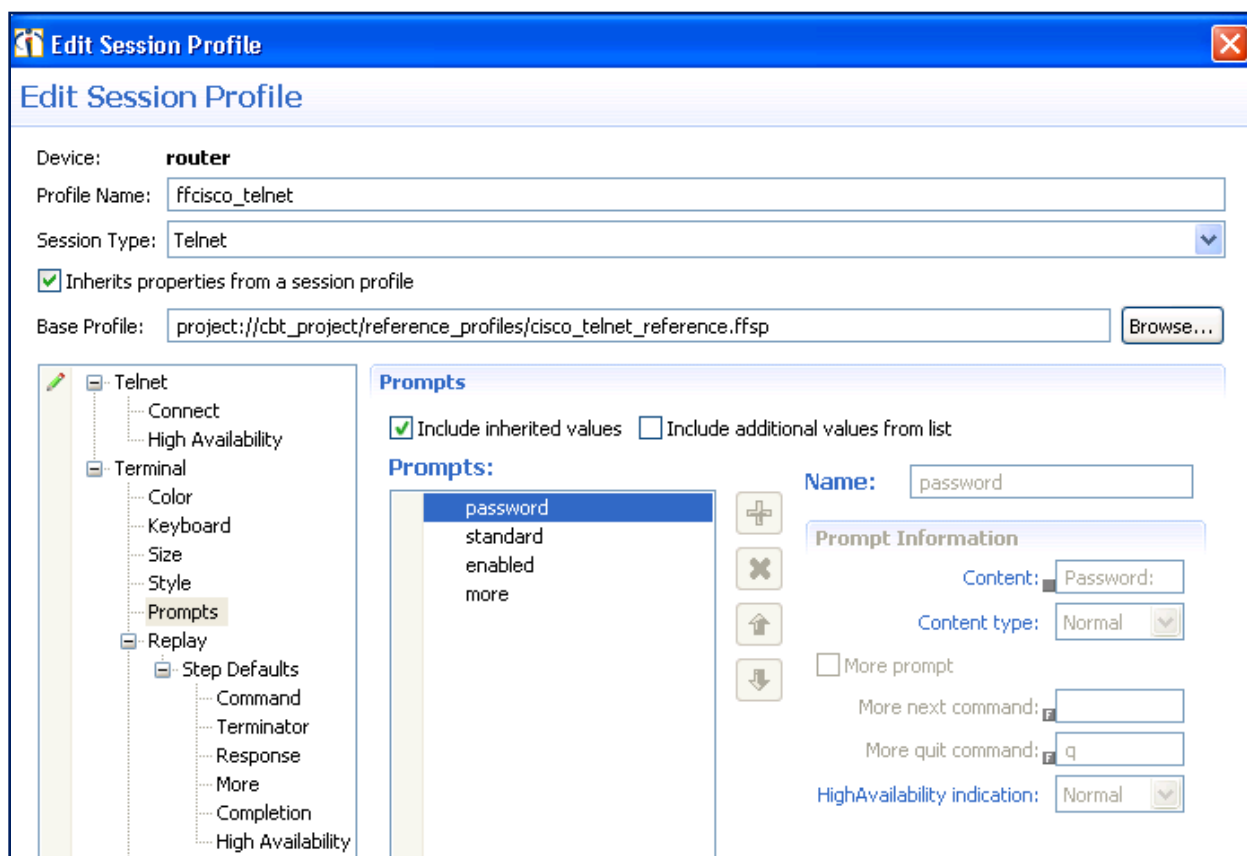 Edit Session Profile
Edit Session Profile
Device: router
Profile Name: ffcisco_telnet
Session Type: Telnet
Inherits properties from a session profile
Base Profile: project://cbt_project/reference_profiles/cisco_telnet_reference.ffsp Browse...
Telnet
Connect
High Availability
Terminal
Color
Keyboard
Size
Style
Prompts
Replay
Step Defaults
Command
Terminator
Response
More
Completion
High Availability
Prompts
Include inherited values Include additional values from list
Prompts:
password
standard
enabled
more
Name: password
Prompt Information
Content: Password:
Content type: Normal
More prompt
More next command: F
More quit command: F q
HighAvailability indication: Normal